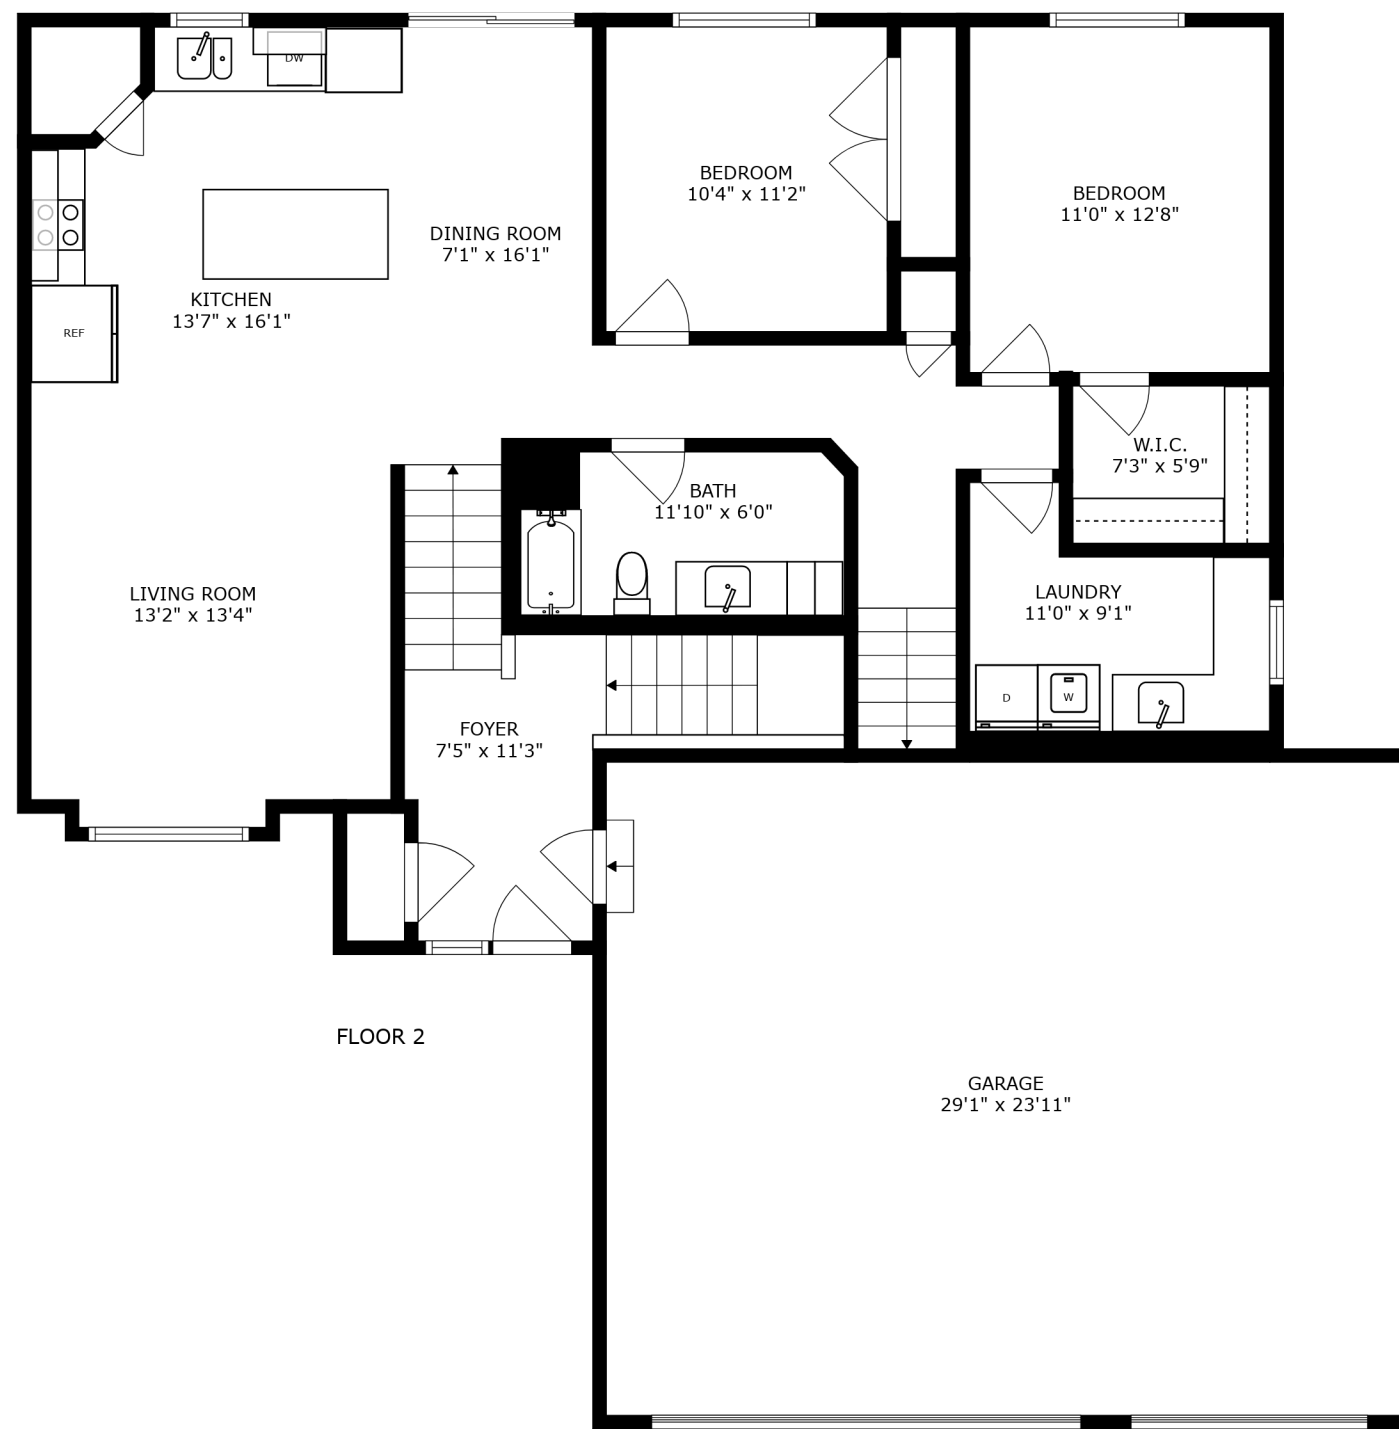 DW
BEDROOM
10'4" x 11'2"
BEDROOM
11'0" x 12'8"
DINING ROOM
7'1" x 16'1"
KITCHEN
13'7" x 16'1"
REF
W.I.C.
7'3" x 5'9"
BATH
11'10" x 6'0"
LIVING ROOM
13'2" x 13'4"
LAUNDRY
11'0" x 9'1"
D
W
FOYER
7'5" x 11'3"
FLOOR 2
GARAGE
29'1" x 23'11"